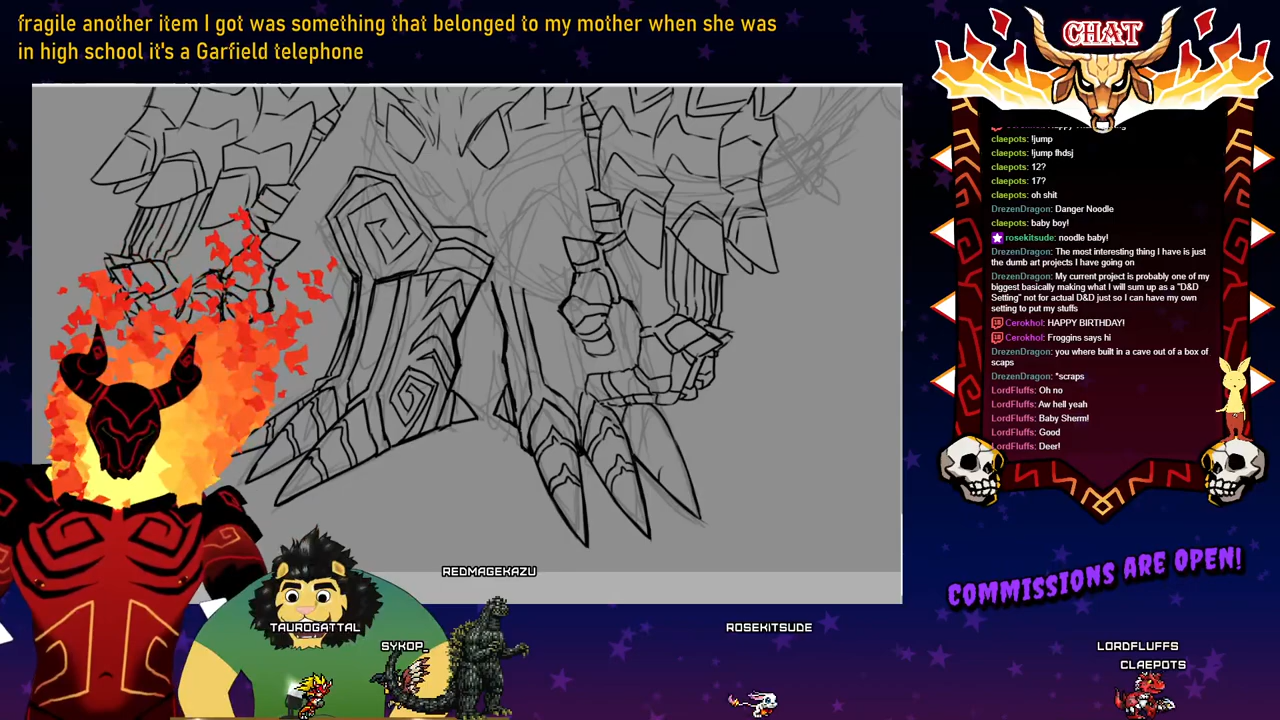 fragile another item I got was something that belonged to my mother when she was
in high school it's a Garfield telephone
CHAT
claepots: !jump
claepots: !jump fhdsj
claepots: 12?
claepots: 17?
claepots: oh shit
DrezenDragon: Danger Noodle
claepots: baby boy!
rosekitsude: noodle baby!
DrezenDragon: The most interesting thing I have is just
the dumb art projects I have going on
DrezenDragon: My current project is probably one of my
biggest basically making what I will sum up as a "D&D
Setting" not for actual D&D just so I can have my own
setting to put my stuffs
Cerokhol: HAPPY BIRTHDAY!
Cerokhol: Froggins says hi
DrezenDragon: you where built in a cave out of a box of
scaps
DrezenDragon: *scraps
LordFluffs: Oh no
LordFluffs: Aw hell yeah
LordFluffs: Baby Sherm!
LordFluffs: Good
LordFluffs: Deer!
COMMISSIONS ARE OPEN!
REDMAGEKAZU
TAUROGATTAL
ROSEKITSUDE
SYKOP_
LORDFLUFFS
CLAEPOTS